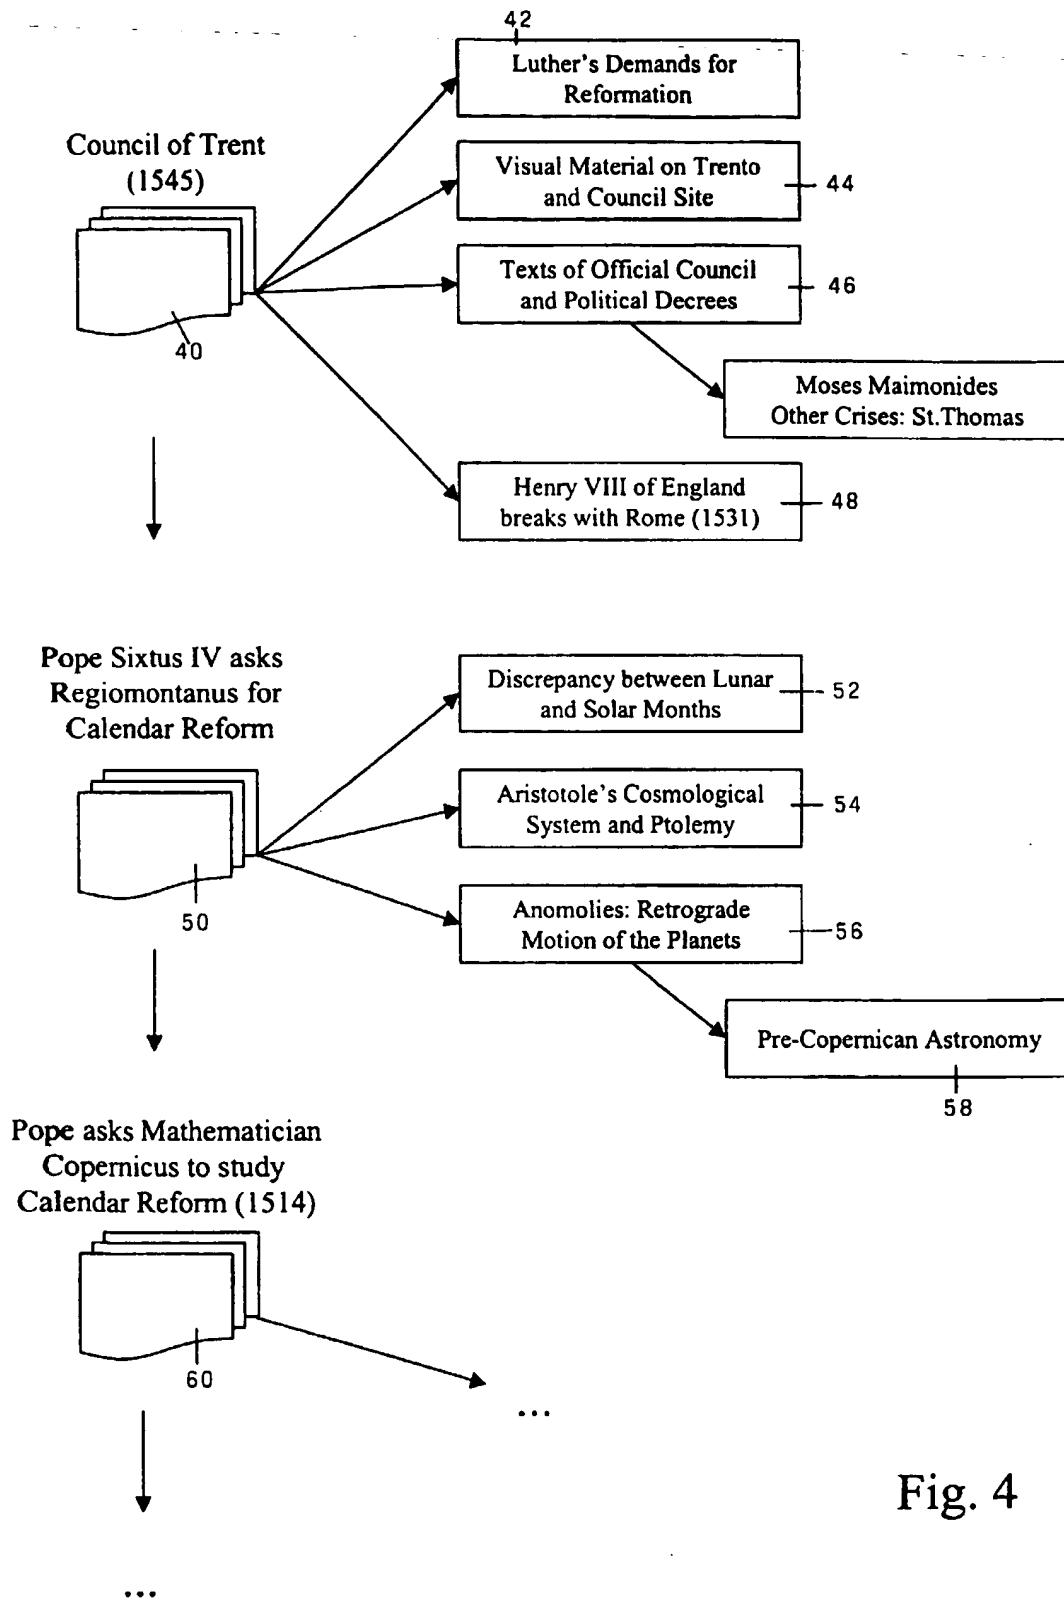 42
Luther's Demands for
Reformation
Council of Trent
(1545)
Visual Material on Trento
and Council Site
44
Texts of Official Council
and Political Decrees
46
40
Moses Maimonides
Other Crises: St.Thomas
Henry VIII of England
breaks with Rome (1531)
48
Pope Sixtus IV asks
Regiomontanus for
Calendar Reform
Discrepancy between Lunar
and Solar Months
52
Aristotole's Cosmological
System and Ptolemy
54
50
Anomolies: Retrograde
Motion of the Planets
56
Pre-Copernican Astronomy
58
Pope asks Mathematician
Copernicus to study
Calendar Reform (1514)
60
...
Fig. 4
...